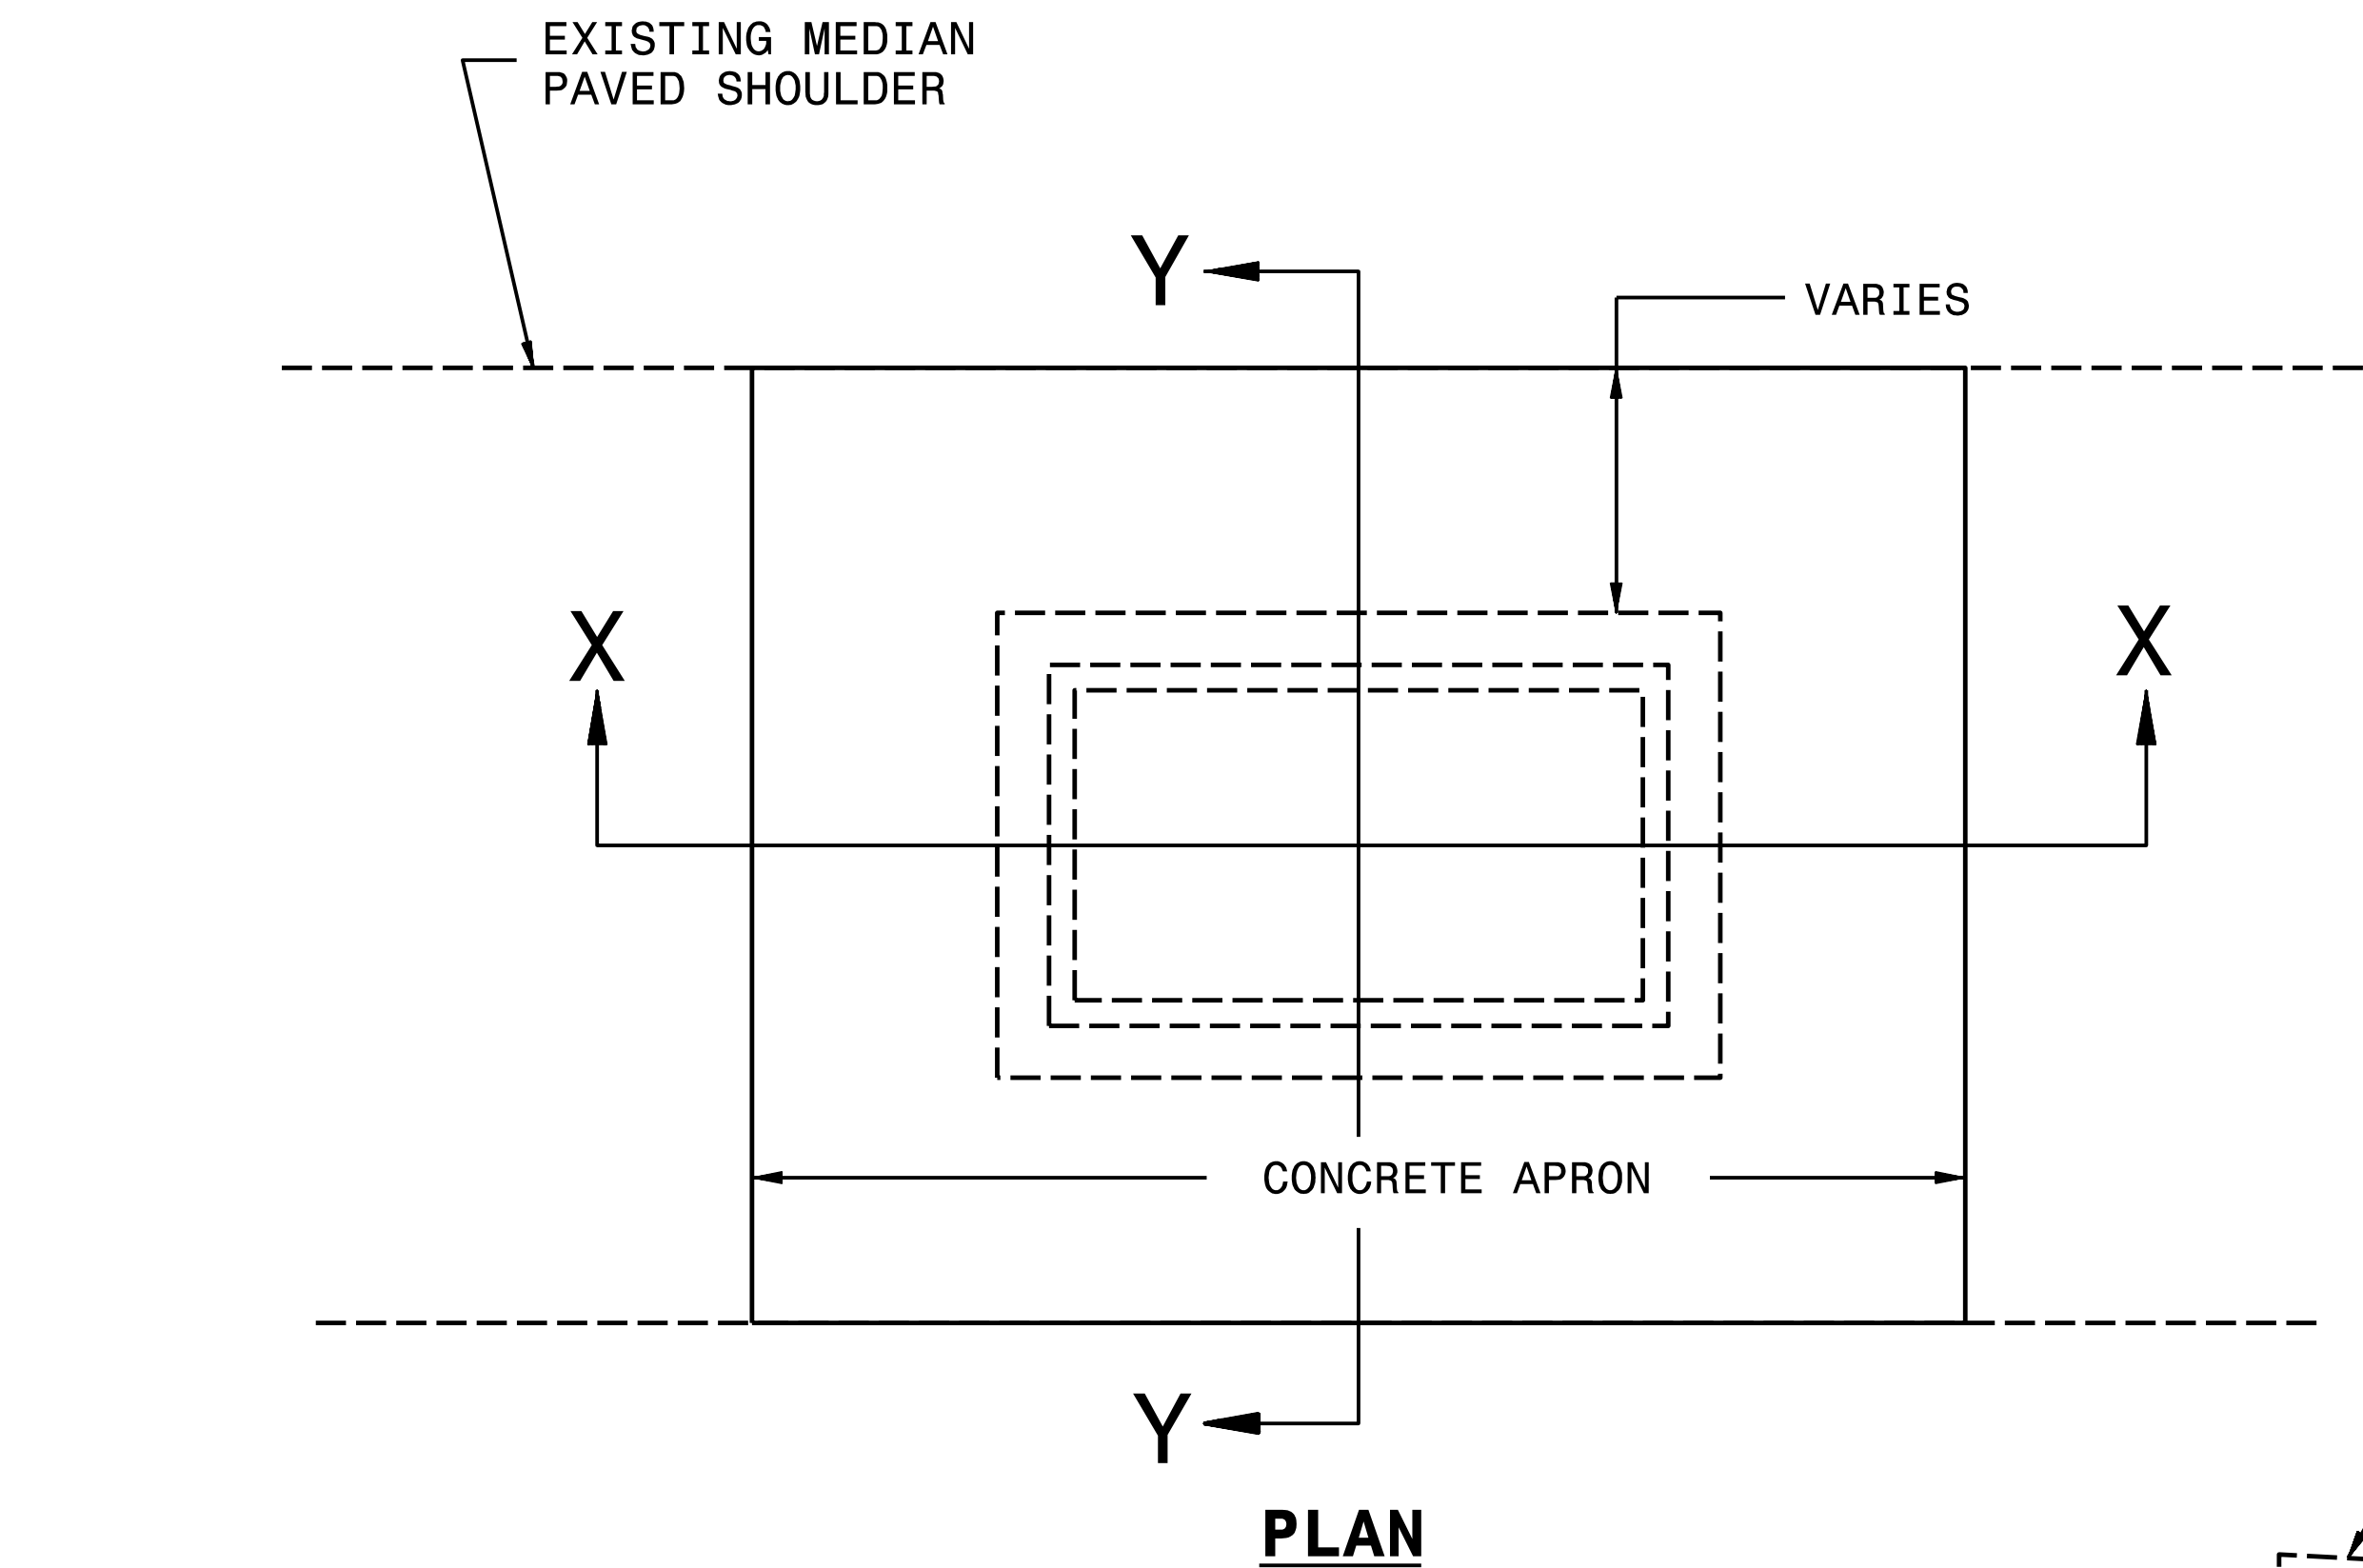 EXISTING MEDIAN
PAVED SHOULDER
Y
VARIES
X
X
CONCRETE APRON
Y
PLAN